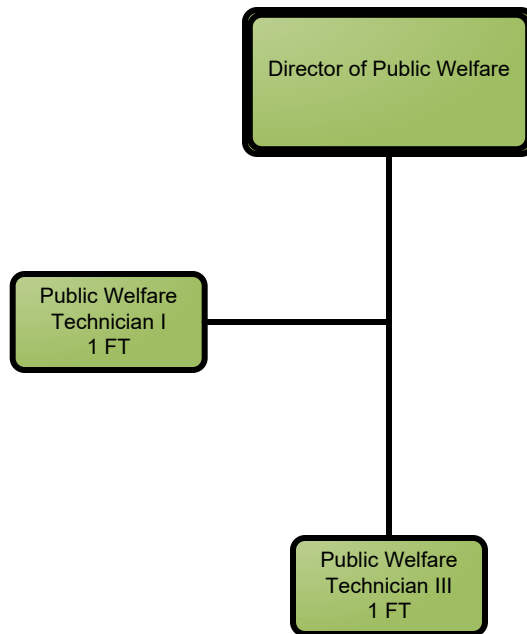 Director of Public Welfare
Public Welfare
Technician I
1 FT
Public Welfare
Technician III
1 FT